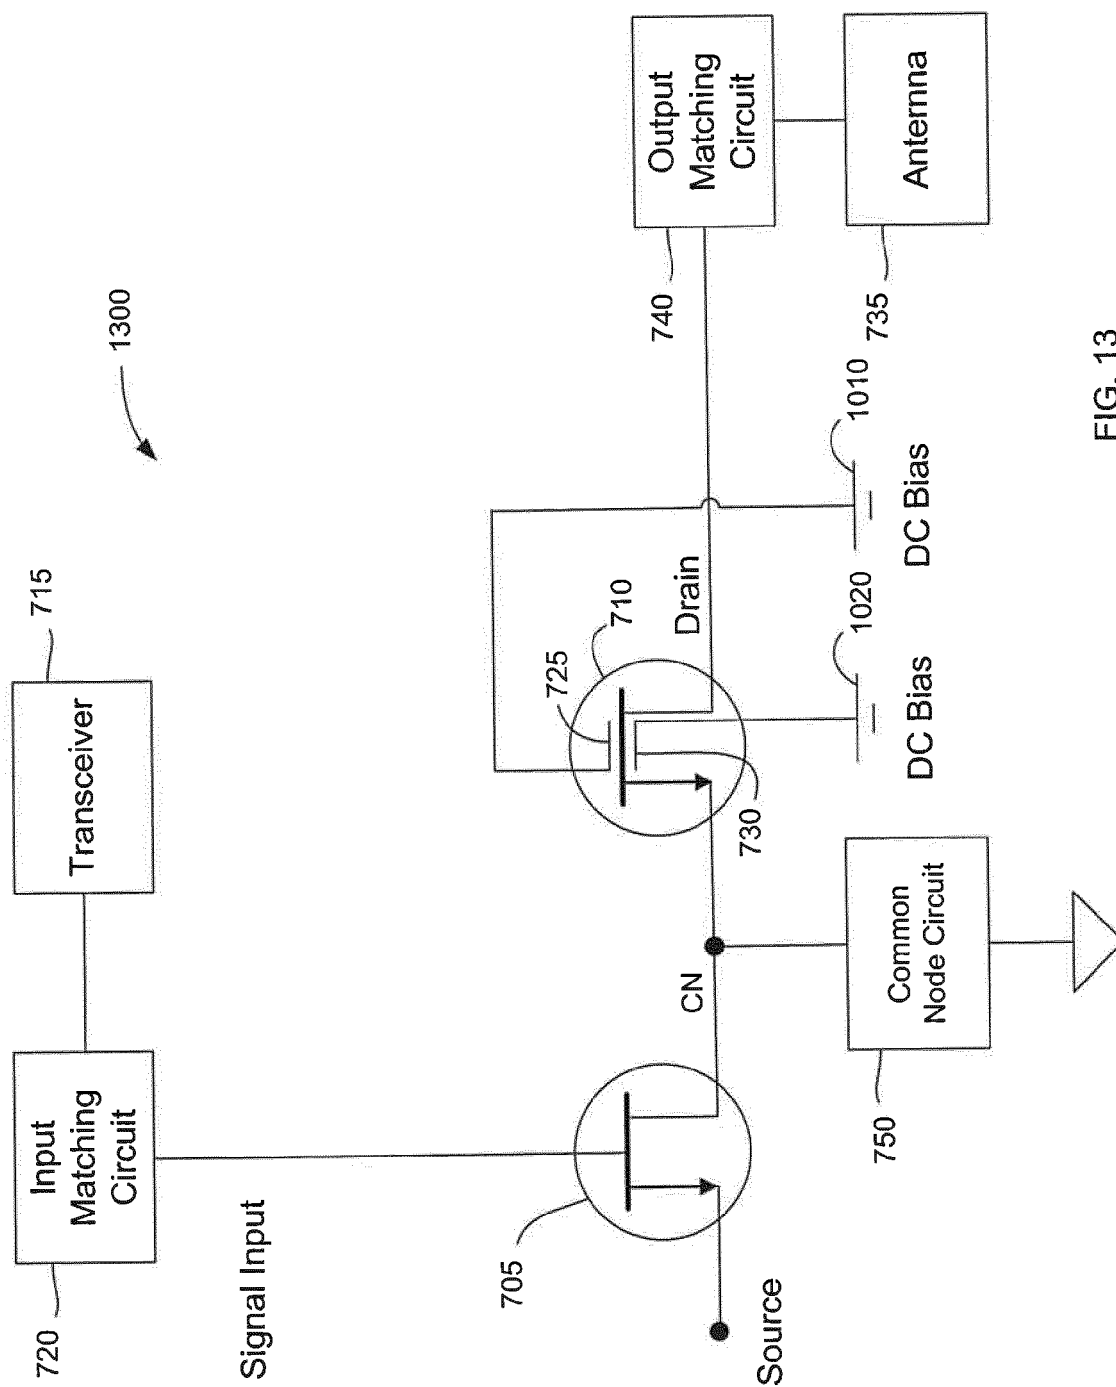 715
Transceiver
Input
Matching
Circuit
720
1300
Signal Input
705
Source
CN
710
725
730
Drain
Common
Node Circuit
750
DC Bias
1020
DC Bias
1010
Output
Matching
Circuit
740
Antemna
735
FIG. 13